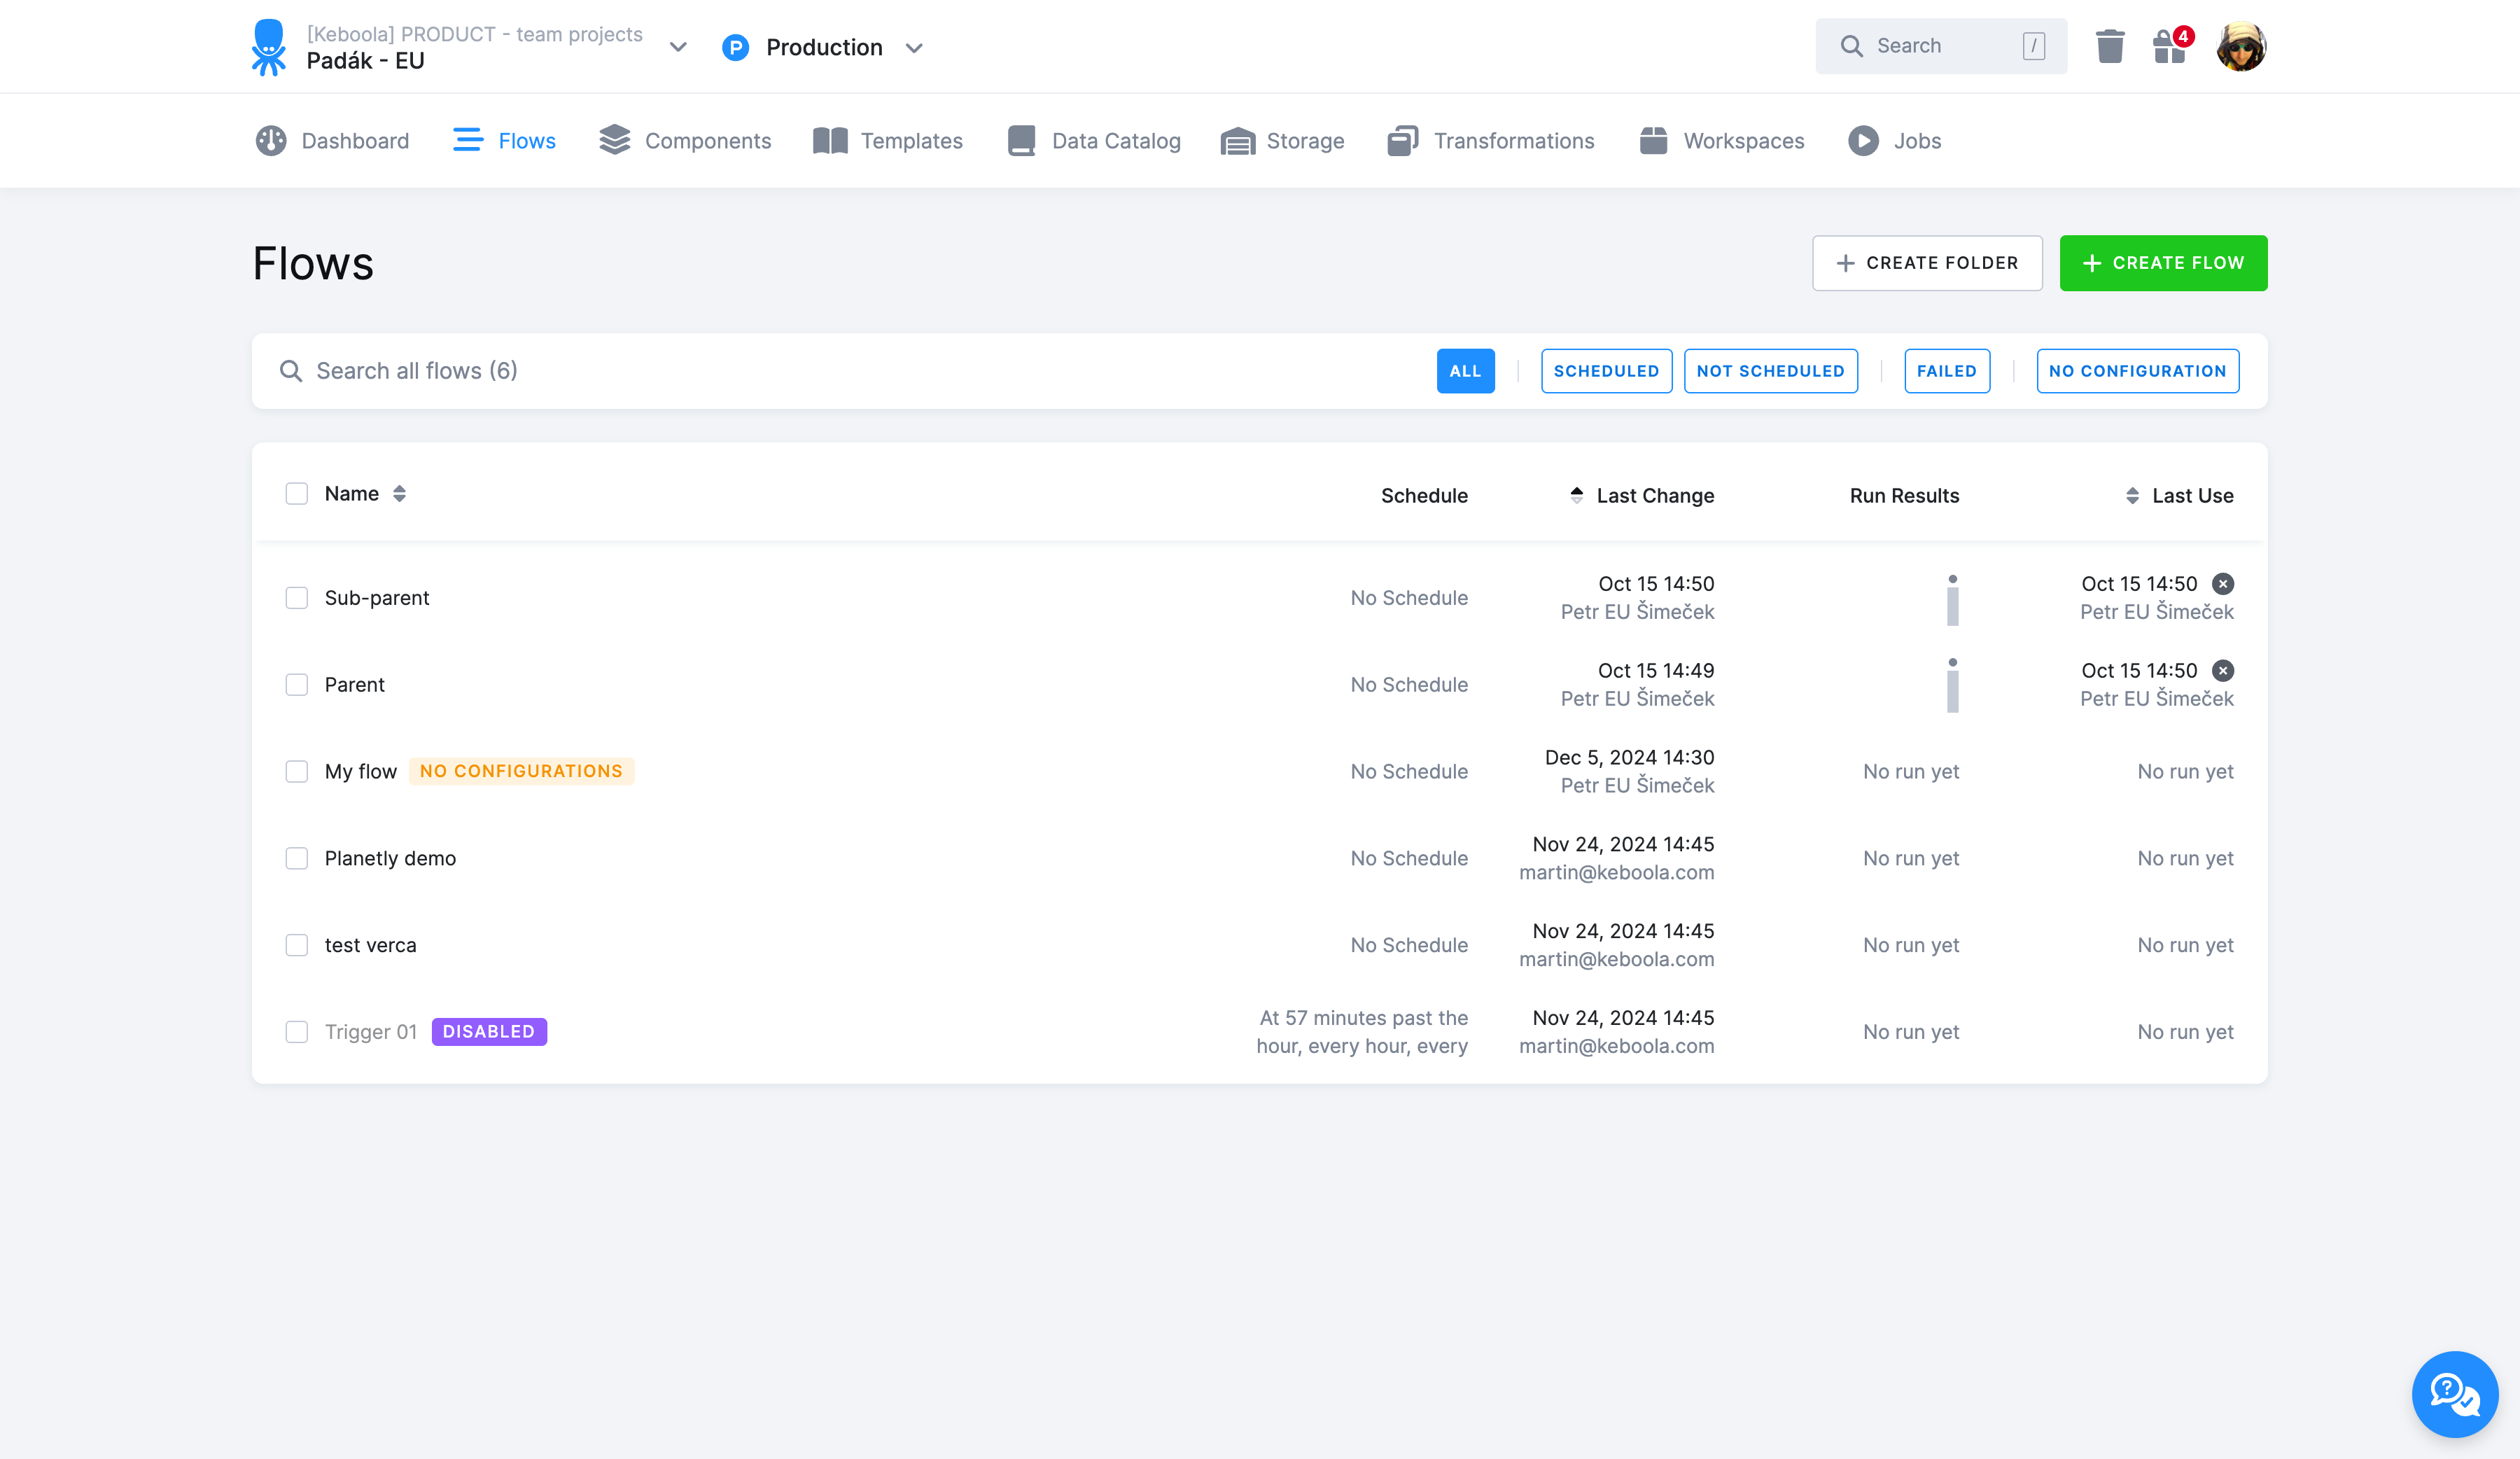 [Keboola] PRODUCT - team projects
Padák - EU
P
Production
Search
/
4
Dashboard
Flows
Components
Templates
Data Catalog
Storage
Transformations
Workspaces
Jobs
Flows
CREATE FOLDER
CREATE FLOW
Search all flows (6)
ALL
SCHEDULED
NOT SCHEDULED
FAILED
NO CONFIGURATION
Name
Schedule
Last Change
Run Results
Last Use
Sub-parent
No Schedule
Oct 15 14:50
Petr EU Šimeček
Oct 15 14:50
Petr EU Šimeček
Parent
No Schedule
Oct 15 14:49
Petr EU Šimeček
Oct 15 14:50
Petr EU Šimeček
My flow
NO CONFIGURATIONS
No Schedule
Dec 5, 2024 14:30
Petr EU Šimeček
No run yet
No run yet
Planetly demo
No Schedule
Nov 24, 2024 14:45
martin@keboola.com
No run yet
No run yet
test verca
No Schedule
Nov 24, 2024 14:45
martin@keboola.com
No run yet
No run yet
Trigger 01
DISABLED
At 57 minutes past the
hour, every hour, every
Nov 24, 2024 14:45
martin@keboola.com
No run yet
No run yet
?